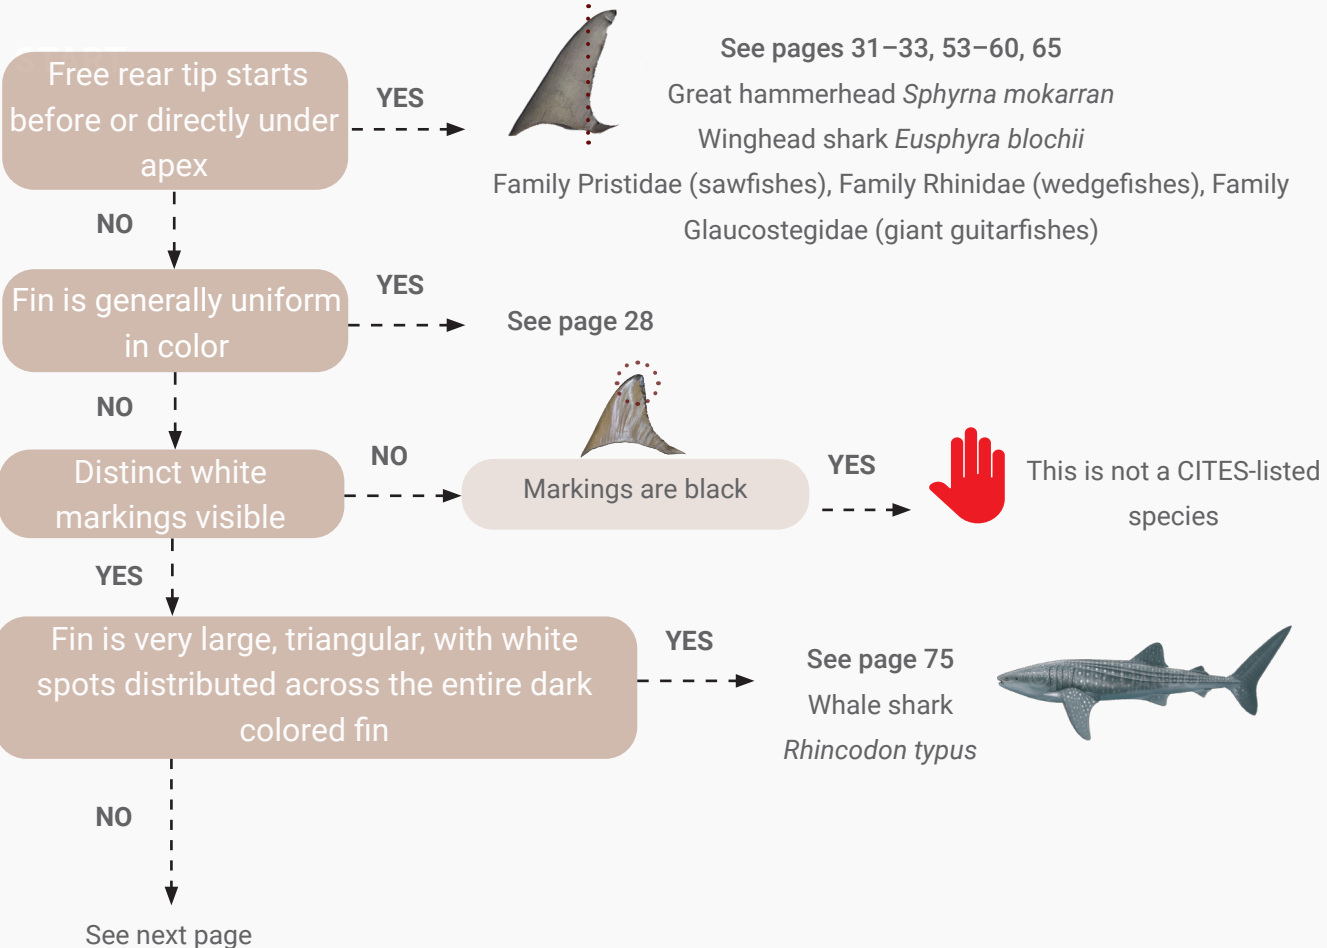 START
Free rear tip starts
before or directly under
apex
YES
See pages 31–33, 53–60, 65
Great hammerhead Sphyrna mokarran
Winghead shark Eusphyra blochii
Family Pristidae (sawfishes), Family Rhinidae (wedgefishes), Family
Glaucostegidae (giant guitarfishes)
NO
Fin is generally uniform
in color
YES
See page 28
NO
Distinct white
markings visible
NO
Markings are black
YES
This is not a CITES-listed
species
YES
Fin is very large, triangular, with white
spots distributed across the entire dark
colored fin
YES
See page 75
Whale shark
Rhincodon typus
NO
See next page